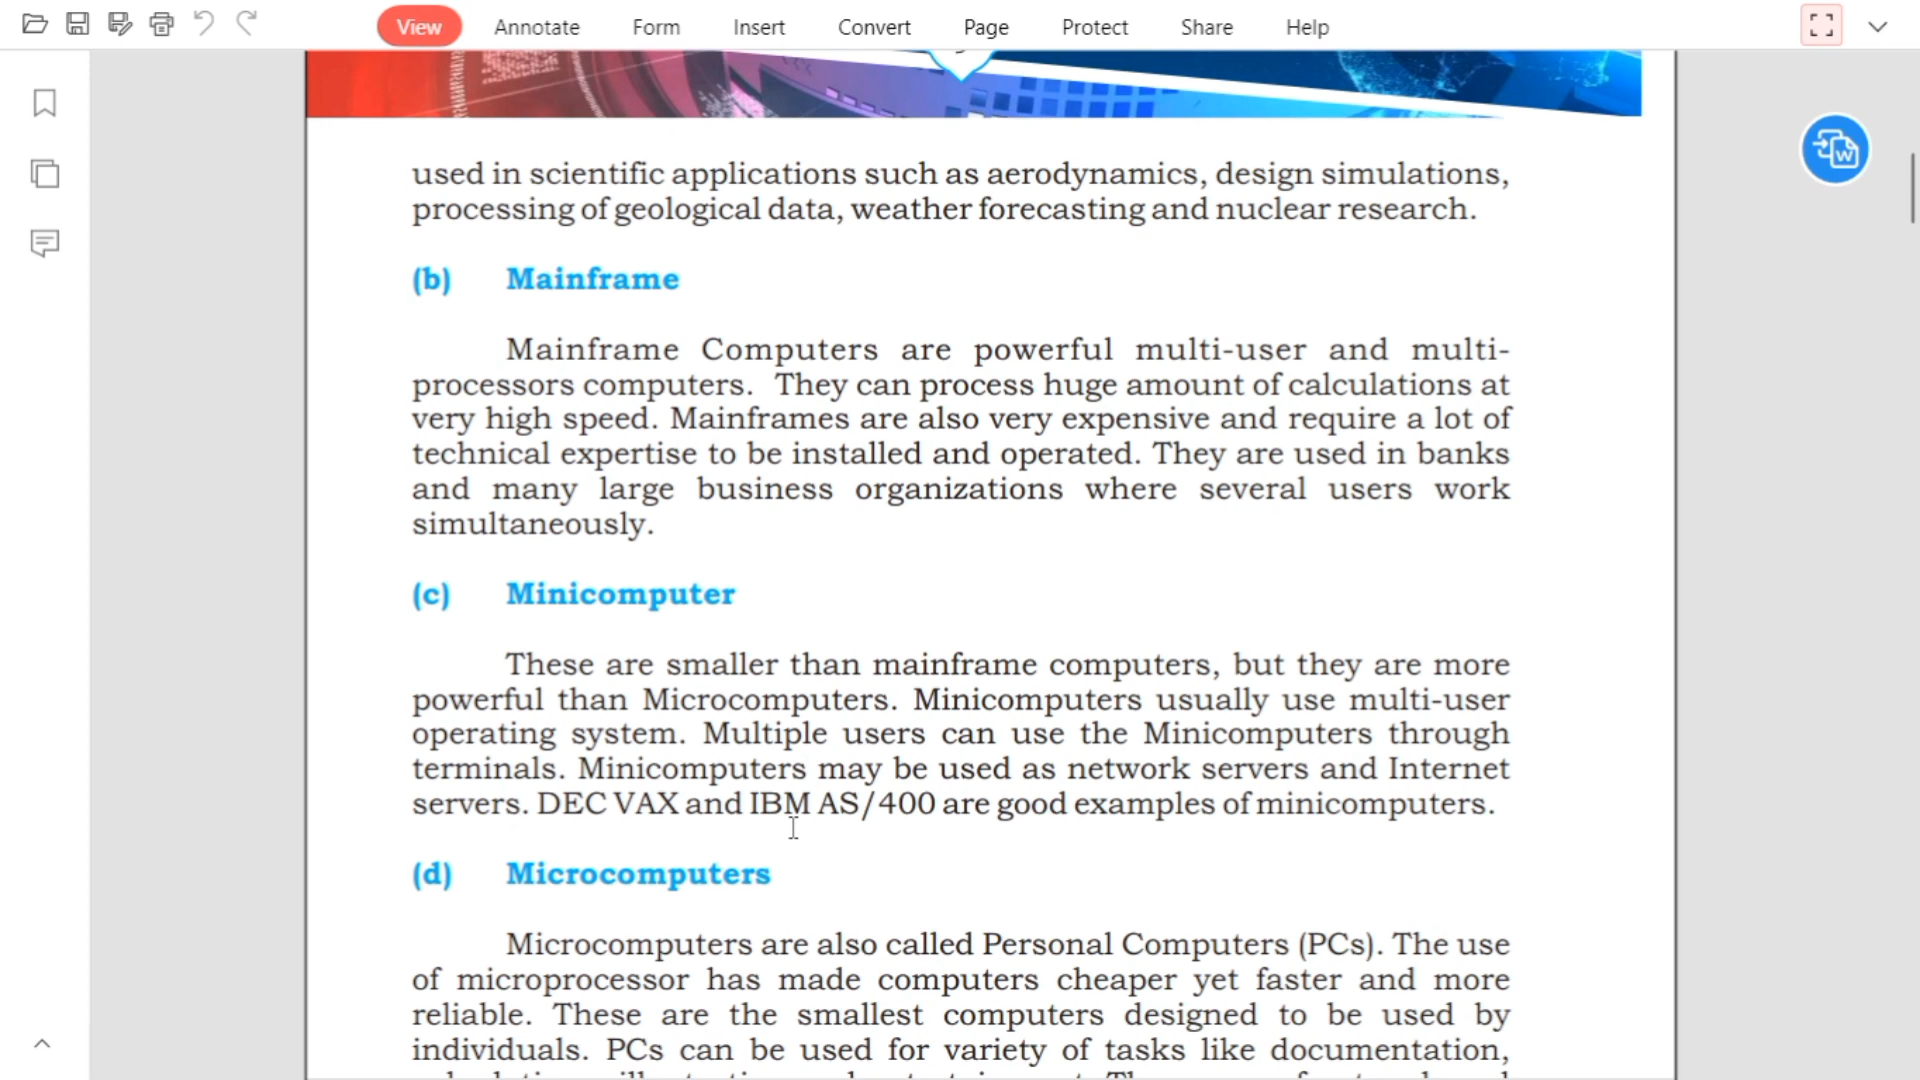 View Annotate Form Insert Convert Page Protect Share Help
used in scientific applications such as aerodynamics, design simulations,
processing of geological data, weather forecasting and nuclear research.
(b) Mainframe
Mainframe Computers are powerful multi-user and multi-
processors computers. They can process huge amount of calculations at
very high speed. Mainframes are also very expensive and require a lot of
technical expertise to be installed and operated. They are used in banks
and many large business organizations where several users work
simultaneously.
(c) Minicomputer
These are smaller than mainframe computers, but they are more
powerful than Microcomputers. Minicomputers usually use multi-user
operating system. Multiple users can use the Minicomputers through
terminals. Minicomputers may be used as network servers and Internet
servers. DEC VAX and IBM AS/400 are good examples of minicomputers.
(d) Microcomputers
Microcomputers are also called Personal Computers (PCs). The use
of microprocessor has made computers cheaper yet faster and more
reliable. These are the smallest computers designed to be used by
individuals. PCs can be used for variety of tasks like documentation,